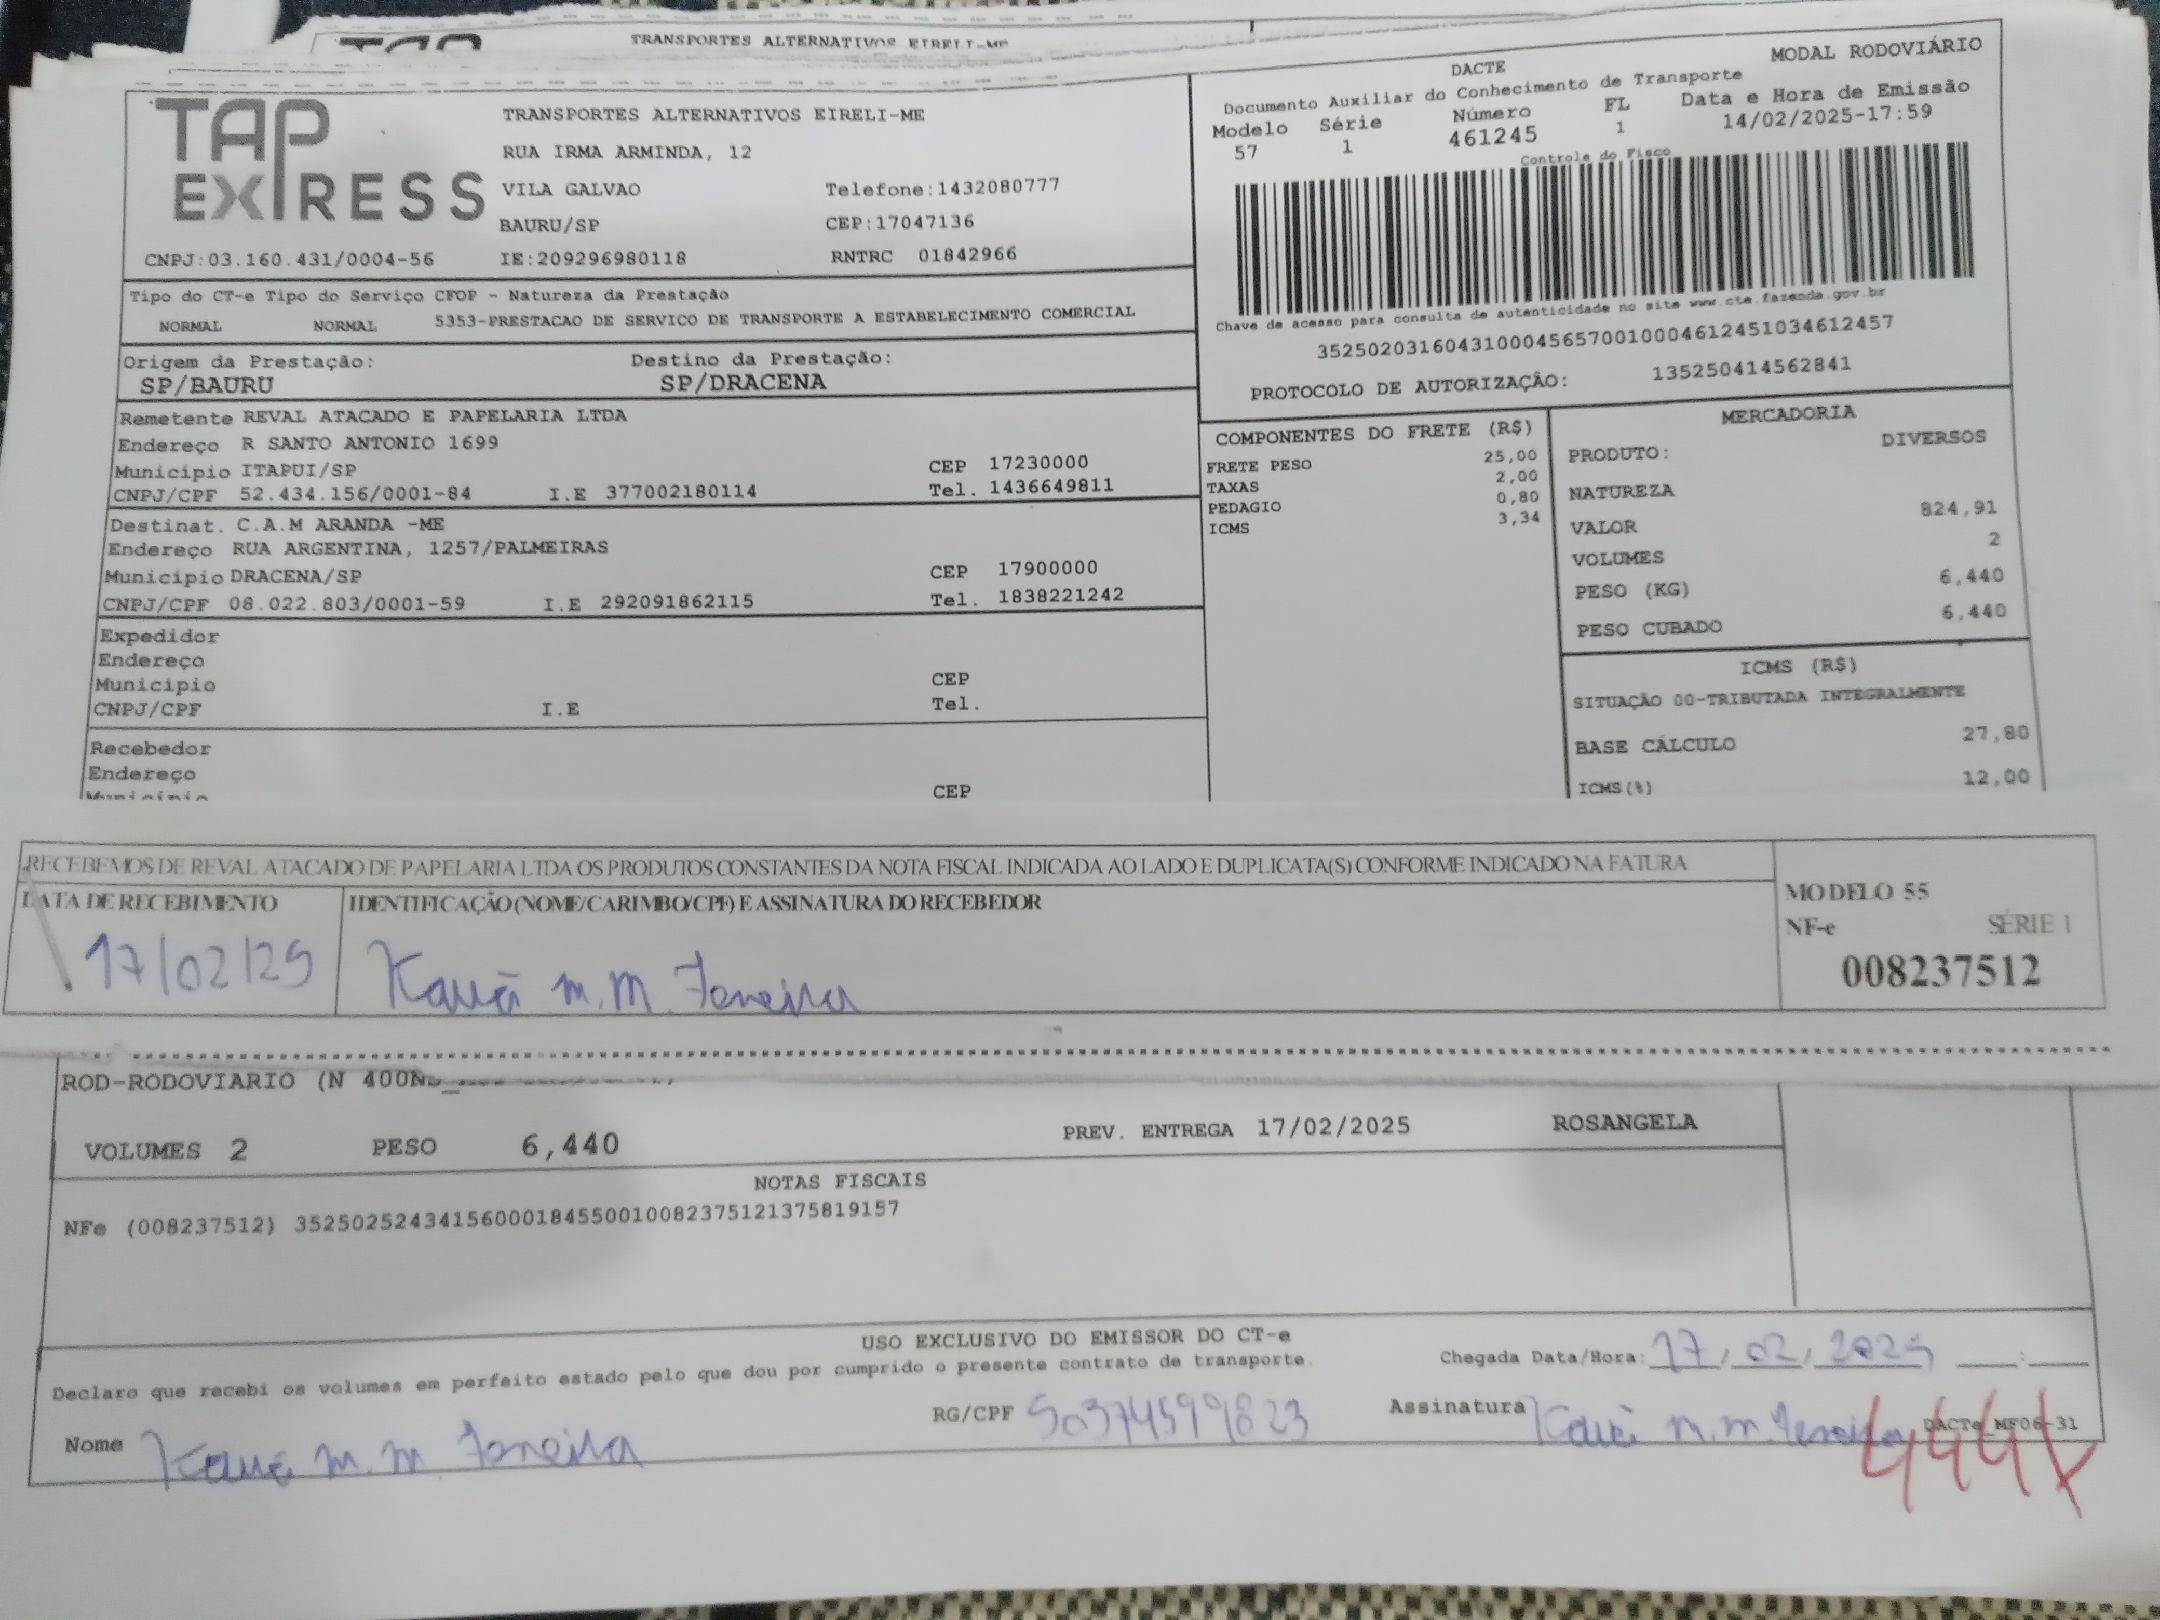 TRANSPORTES ALTERNATIVOS EIRELI-ME
TAP EXPRESS
TRANSPORTES ALTERNATIVOS EIRELI-ME
RUA IRMA ARMINDA, 12
VILA GALVAO Telefone:1432080777
BAURU/SP CEP:17047136
CNPJ:03.160.431/0004-56 IE:209296980118 RNTRC 01842966
MODAL RODOVIÁRIO
DACTE
Documento Auxiliar do Conhecimento de Transporte
Modelo Série Número FL Data e Hora de Emissão
57 1 461245 1 14/02/2025-17:59
Controle do Fisco
Chave de acesso para consulta de autenticidade no site www.cte.fazenda.gov.br
35250203160431000456570010004612451034612457
PROTOCOLO DE AUTORIZAÇÃO: 135250414562841
Tipo do CT-e Tipo do Serviço CFOP - Natureza da Prestação
NORMAL NORMAL 5353-PRESTACAO DE SERVICO DE TRANSPORTE A ESTABELECIMENTO COMERCIAL
Origem da Prestação: Destino da Prestação:
SP/BAURU SP/DRACENA
Remetente REVAL ATACADO E PAPELARIA LTDA
Endereço R SANTO ANTONIO 1699
Município ITAPUI/SP CEP 17230000
CNPJ/CPF 52.434.156/0001-84 I.E 377002180114 Tel. 1436649811
Destinat. C.A.M ARANDA -ME
Endereço RUA ARGENTINA, 1257/PALMEIRAS
Município DRACENA/SP CEP 17900000
CNPJ/CPF 08.022.803/0001-59 I.E 292091862115 Tel. 1838221242
Expedidor
Endereço
Município CEP
CNPJ/CPF I.E Tel.
Recebedor
Endereço
Município CEP
COMPONENTES DO FRETE (R$)
FRETE PESO 25,00
TAXAS 2,00
PEDAGIO 0,80
ICMS 3,34
MERCADORIA
PRODUTO: DIVERSOS
NATUREZA
VALOR 824,91
VOLUMES 2
PESO (KG) 6,440
PESO CUBADO 6,440
ICMS (R$)
SITUAÇÃO 00-TRIBUTADA INTEGRALMENTE
BASE CÁLCULO 27,80
ICMS(%) 12,00
RECEBEMOS DE REVAL ATACADO DE PAPELARIA LTDA OS PRODUTOS CONSTANTES DA NOTA FISCAL INDICADA AO LADO E DUPLICATA(S) CONFORME INDICADO NA FATURA
DATA DE RECEBIMENTO IDENTIFICAÇÃO (NOME/CARIMBO/CPF) E ASSINATURA DO RECEBEDOR
17/02/25 Kauã M.M. Ferreira
MODELO 55
NF-e SÉRIE 1
008237512
ROD-RODOVIARIO (N 400
VOLUMES 2 PESO 6,440 PREV. ENTREGA 17/02/2025 ROSANGELA
NOTAS FISCAIS
NFe (008237512) 35250252434156000184550010082375121375819157
USO EXCLUSIVO DO EMISSOR DO CT-e
Declaro que recebi os volumes em perfeito estado pelo que dou por cumprido o presente contrato de transporte. Chegada Data/Hora: 17/02/2025 __:__
Nome Kauã M.M. Ferreira RG/CPF 50374599823 Assinatura Kauã M.M. Ferreira
DACTe_MF06-31